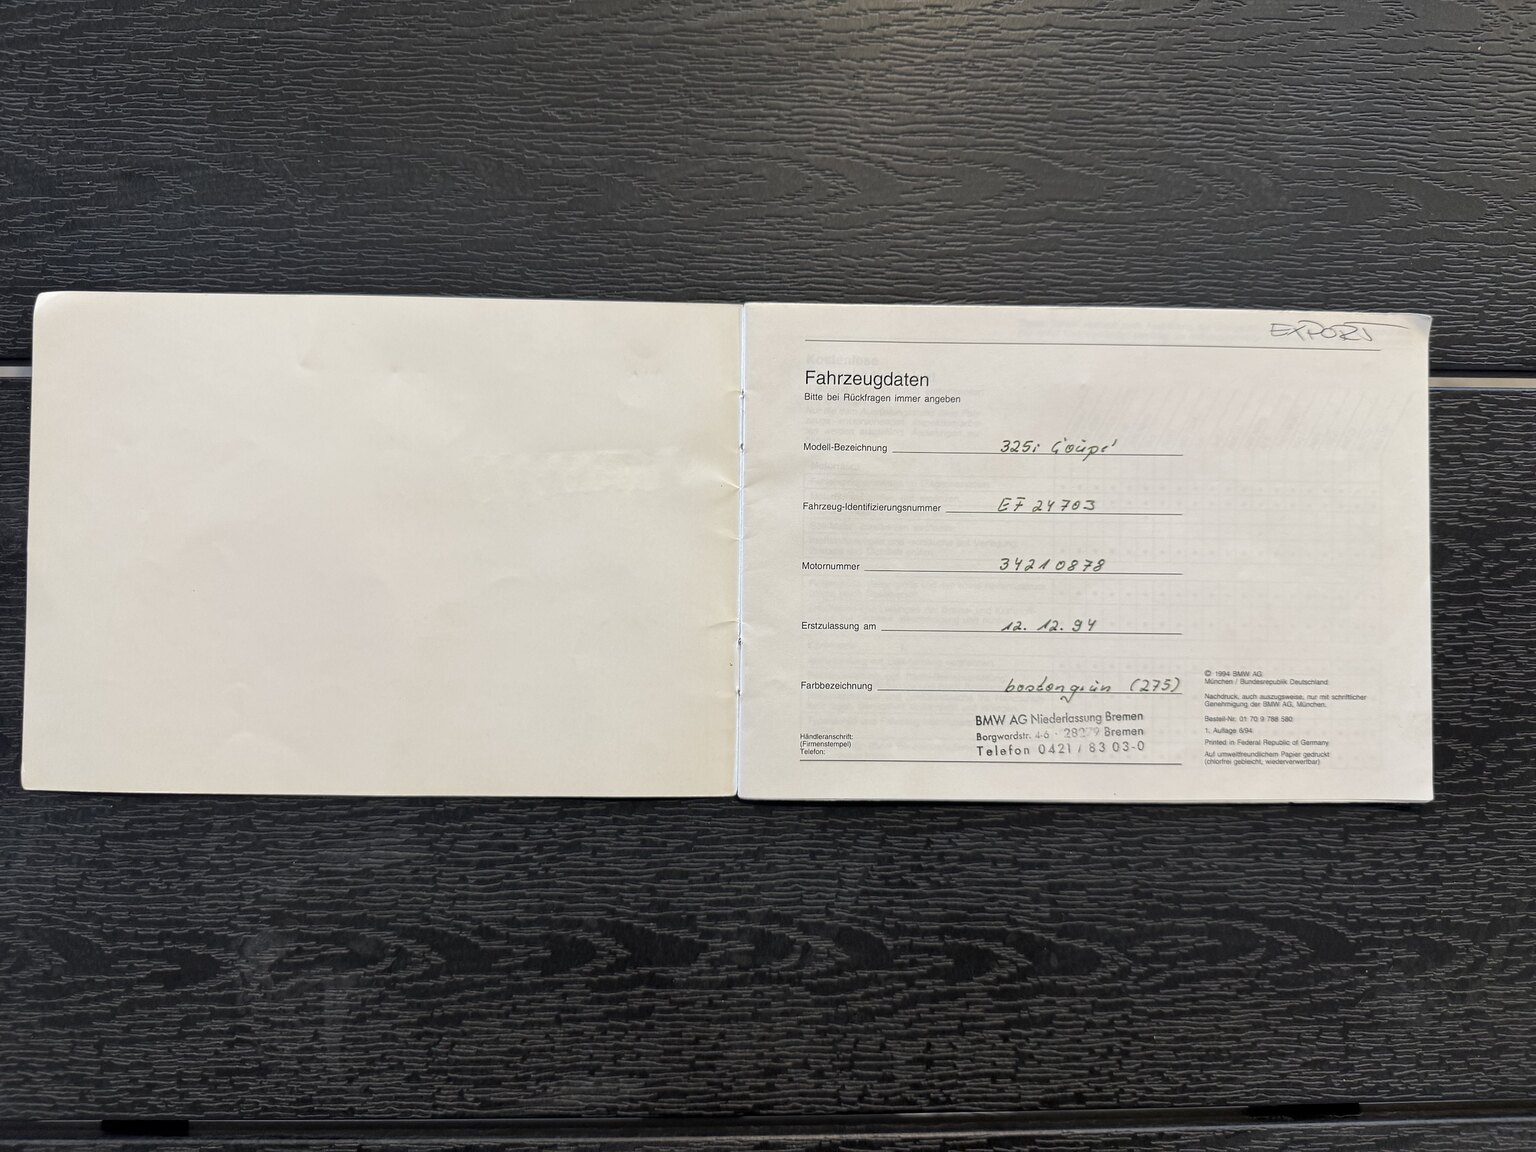 EXPORT
Fahrzeugdaten
Bitte bei Rückfragen immer angeben
Modell-Bezeichnung 325i Coupé
Fahrzeug-Identifizierungsnummer EF 24703
Motornummer 34210878
Erstzulassung am 12. 12. 94
Farbbezeichnung bostongrün (275)
Händleranschrift:
(Firmenstempel)
Telefon:
BMW AG Niederlassung Bremen
Borgwardstr. 4-6 · 28279 Bremen
Telefon 0421 / 83 03-0
© 1994 BMW AG
München / Bundesrepublik Deutschland
Nachdruck, auch auszugsweise, nur mit schriftlicher
Genehmigung der BMW AG, München.
Bestell-Nr. 01 70 9 788 580
1. Auflage 6/94
Printed in Federal Republic of Germany
Auf umweltfreundlichem Papier gedruckt
(chlorfrei gebleicht, wiederverwertbar)